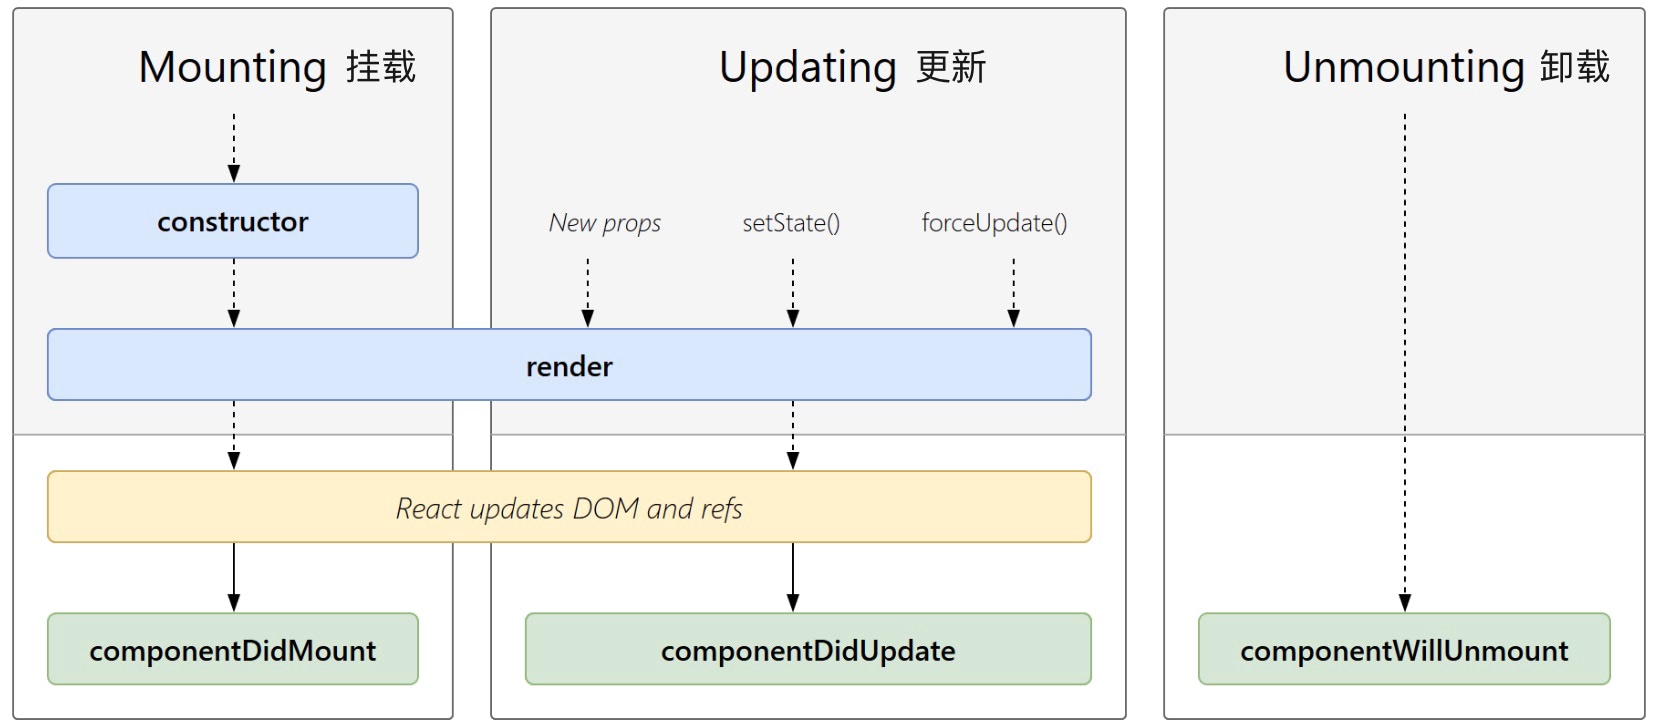 Mounting 挂载
Updating 更新
Unmounting 卸载
constructor
New props
setState()
forceUpdate()
render
React updates DOM and refs
componentDidMount
componentDidUpdate
componentWillUnmount